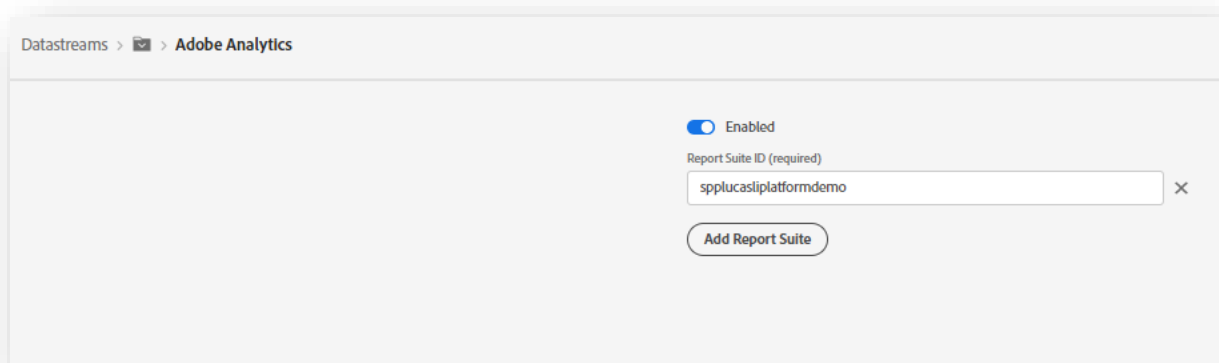 Datastreams > > Adobe Analytics
Enabled
Report Suite ID (required)
spplucasliplatformdemo
Add Report Suite